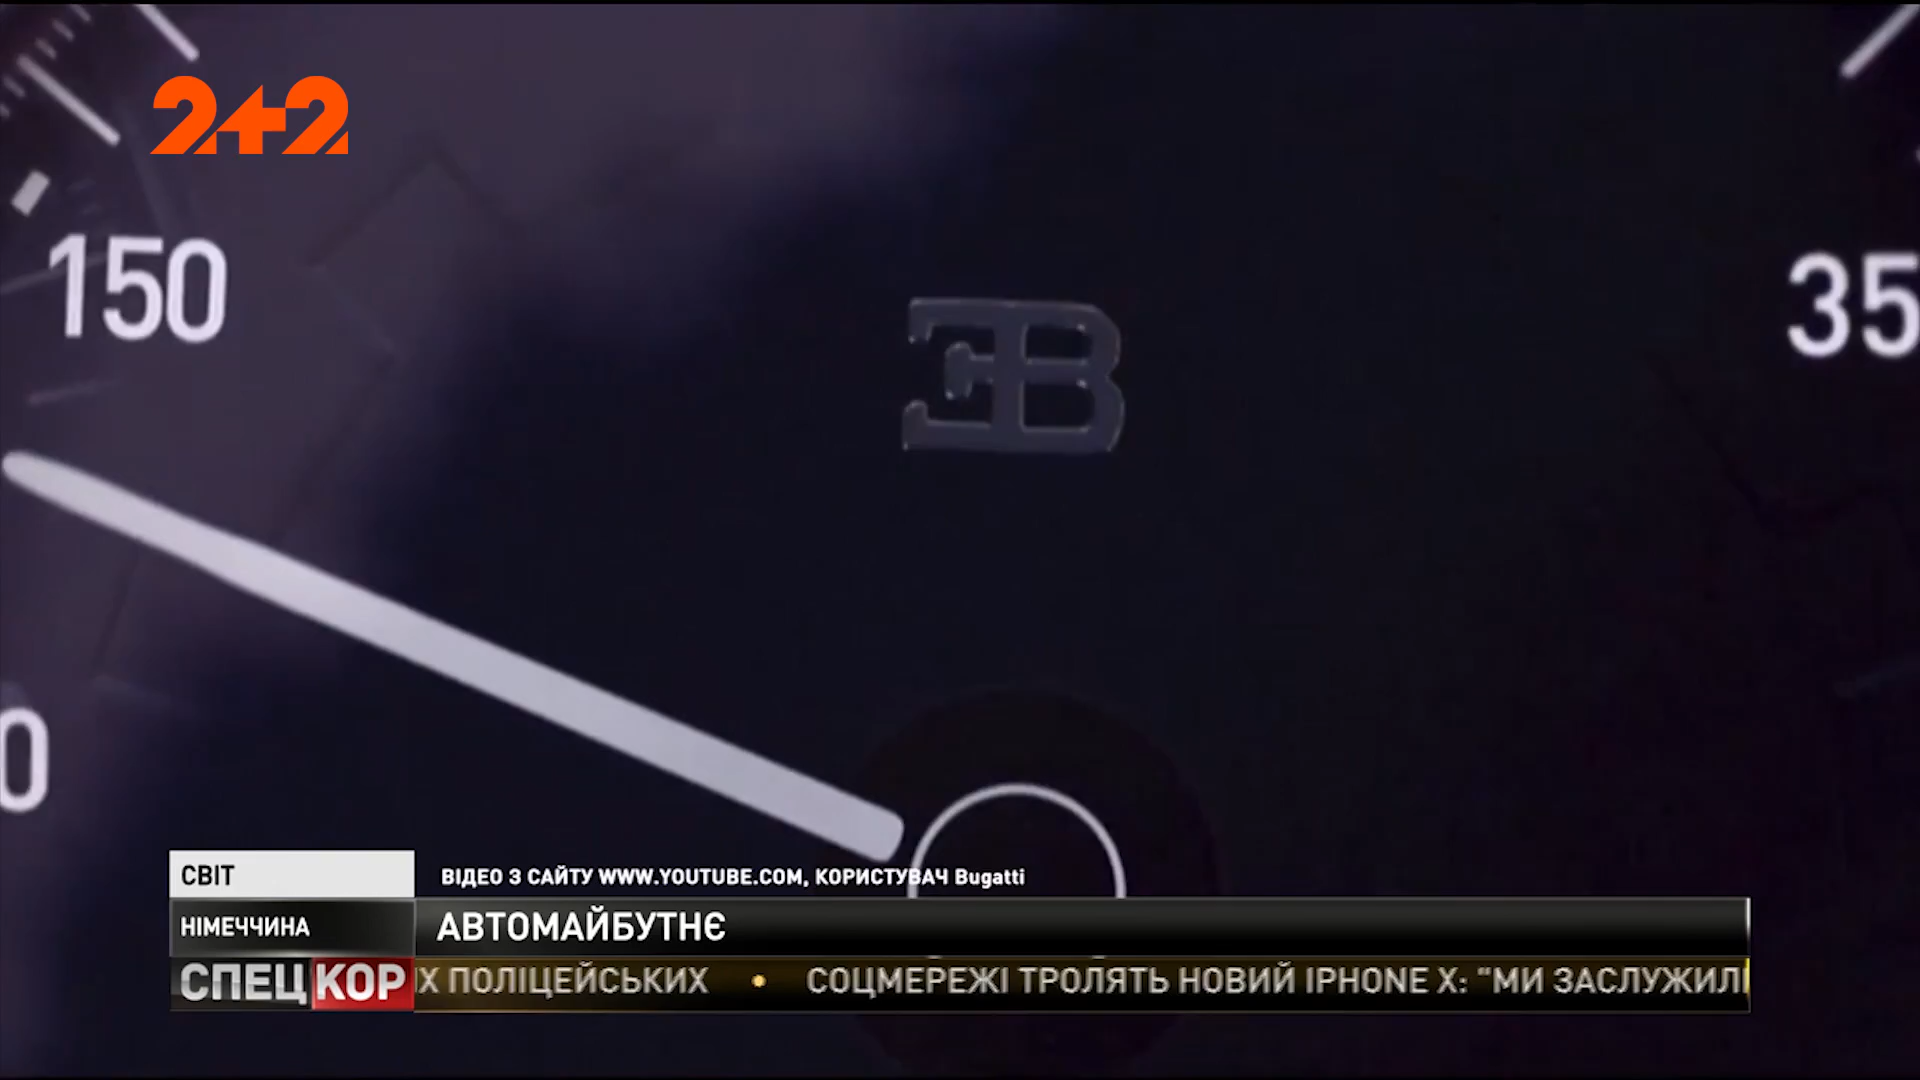 2+2
150
35
0
EB
СВІТ
ВІДЕО З САЙТУ WWW.YOUTUBE.COM, КОРИСТУВАЧ Bugatti
НІМЕЧЧИНА
АВТОМАЙБУТНЄ
СПЕЦКОР
Х ПОЛІЦЕЙСЬКИХ • СОЦМЕРЕЖІ ТРОЛЯТЬ НОВИЙ IPHONE X: "МИ ЗАСЛУЖИЛІ